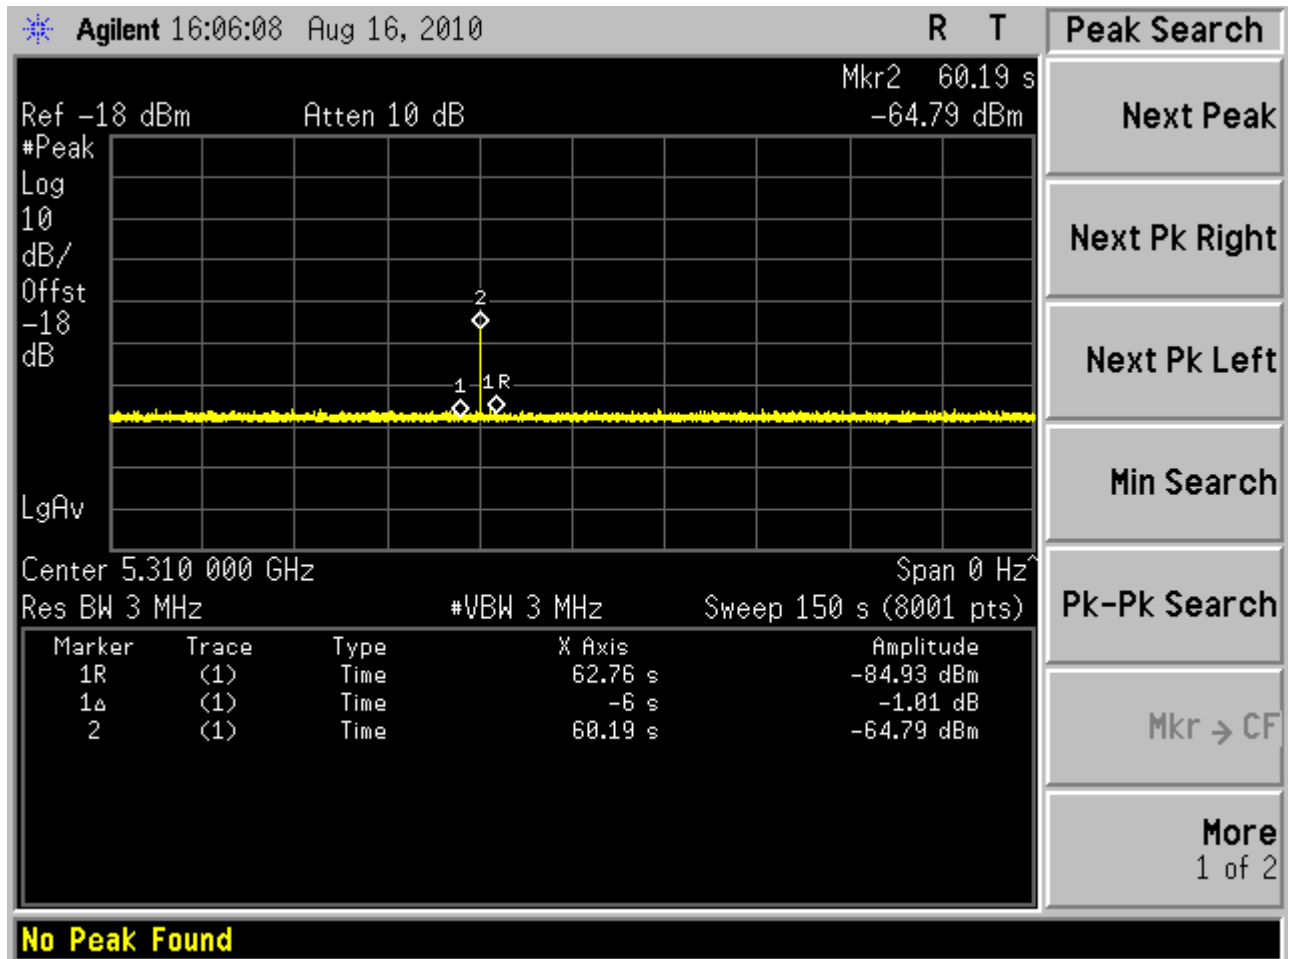 Agilent 16:06:08 Aug 16, 2010 R T Peak Search
Mkr2 60.19 s
Ref -18 dBm Atten 10 dB -64.79 dBm
#Peak
Log
10
dB/
Offst
-18
dB
2
1 1R
LgAv
Center 5.310 000 GHz Span 0 Hz^
Res BW 3 MHz #VBW 3 MHz Sweep 150 s (8001 pts)
Marker Trace Type X Axis Amplitude
1R (1) Time 62.76 s -84.93 dBm
1Δ (1) Time -6 s -1.01 dB
2 (1) Time 60.19 s -64.79 dBm
Next Peak
Next Pk Right
Next Pk Left
Min Search
Pk-Pk Search
Mkr → CF
More
1 of 2
No Peak Found